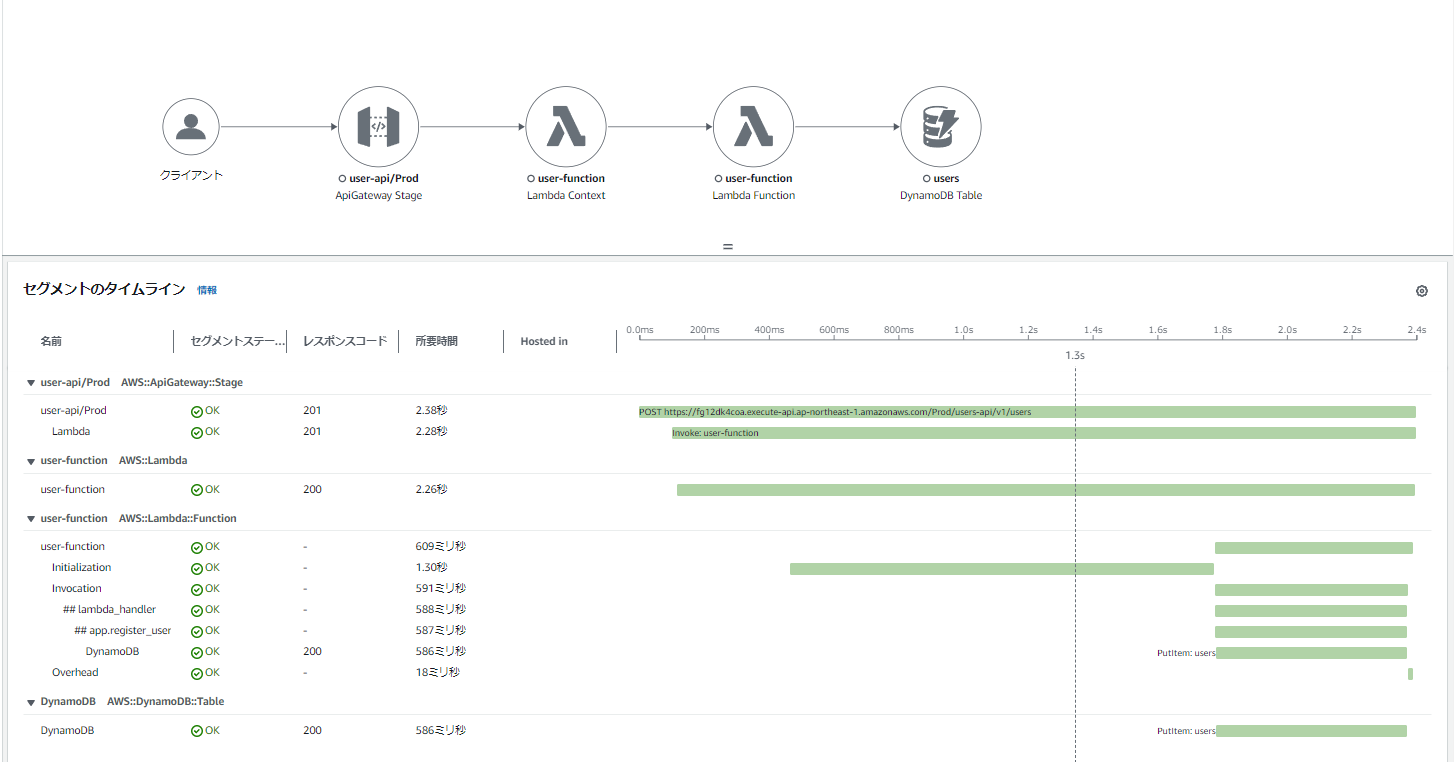 クライアント
user-api/Prod
ApiGateway Stage
user-function
Lambda Context
user-function
Lambda Function
users
DynamoDB Table
セグメントのタイムライン 情報
名前 セグメントステー... レスポンスコード 所要時間 Hosted in
0.0ms 200ms 400ms 600ms 800ms 1.0s 1.2s 1.4s 1.6s 1.8s 2.0s 2.2s 2.4s
1.3s
user-api/Prod AWS::ApiGateway::Stage
user-api/Prod OK 201 2.38秒 POST https://fg12dk4coa.execute-api.ap-northeast-1.amazonaws.com/Prod/users-api/v1/users
Lambda OK 201 2.28秒 Invoke: user-function
user-function AWS::Lambda
user-function OK 200 2.26秒
user-function AWS::Lambda::Function
user-function OK - 609ミリ秒
Initialization OK - 1.30秒
Invocation OK - 591ミリ秒
## lambda_handler OK - 588ミリ秒
## app.register_user OK - 587ミリ秒
DynamoDB OK 200 586ミリ秒 PutItem: users
Overhead OK - 18ミリ秒
DynamoDB AWS::DynamoDB::Table
DynamoDB OK 200 586ミリ秒 PutItem: users